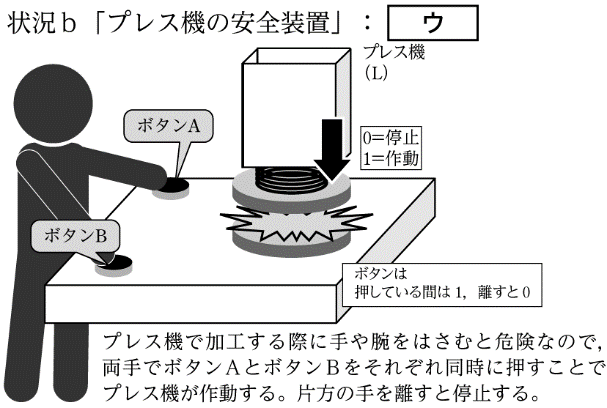 状況b「プレス機の安全装置」： ウ
プレス機
（L）
ボタンA
0=停止
1=作動
ボタンB
ボタンは
押している間は1，離すと0
プレス機で加工する際に手や腕をはさむと危険なので，
両手でボタンAとボタンBをそれぞれ同時に押すことで
プレス機が作動する。片方の手を離すと停止する。